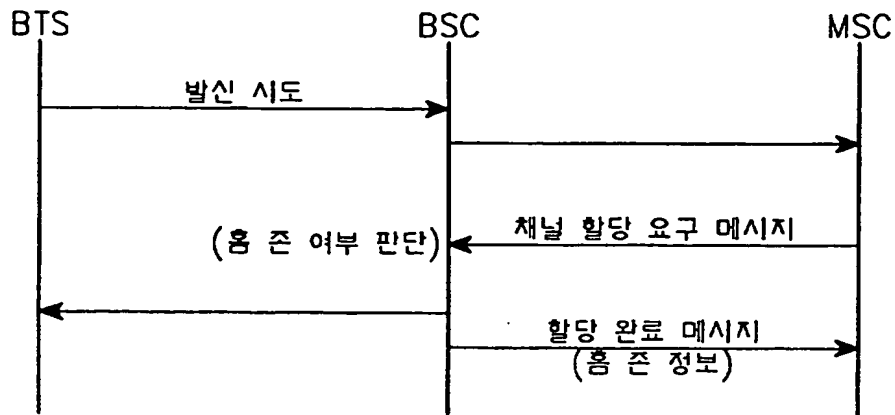 BTS BSC MSC
발신 시도
채널 할당 요구 메시지
(홈 존 여부 판단)
할당 완료 메시지
(홈 존 정보)